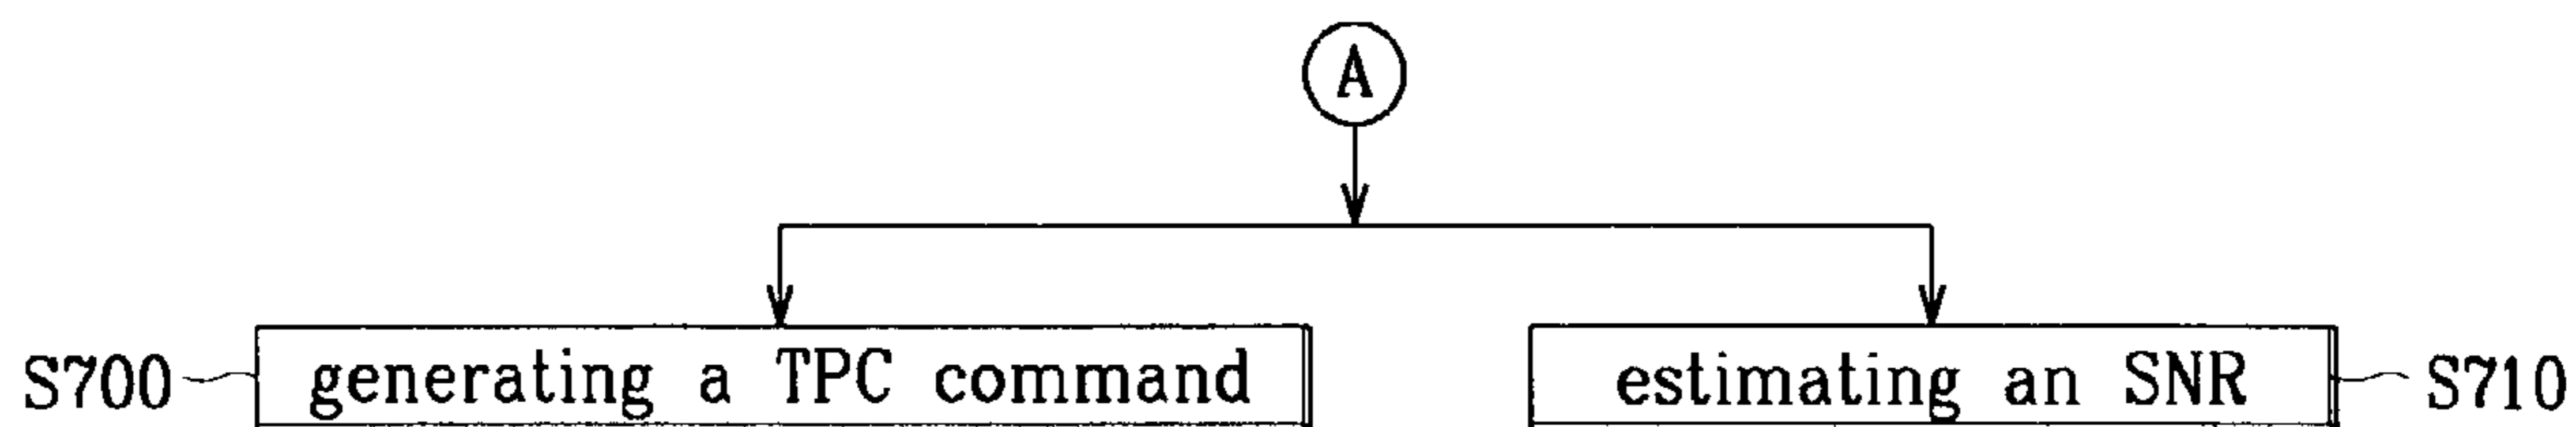 A
S700 generating a TPC command estimating an SNR S710